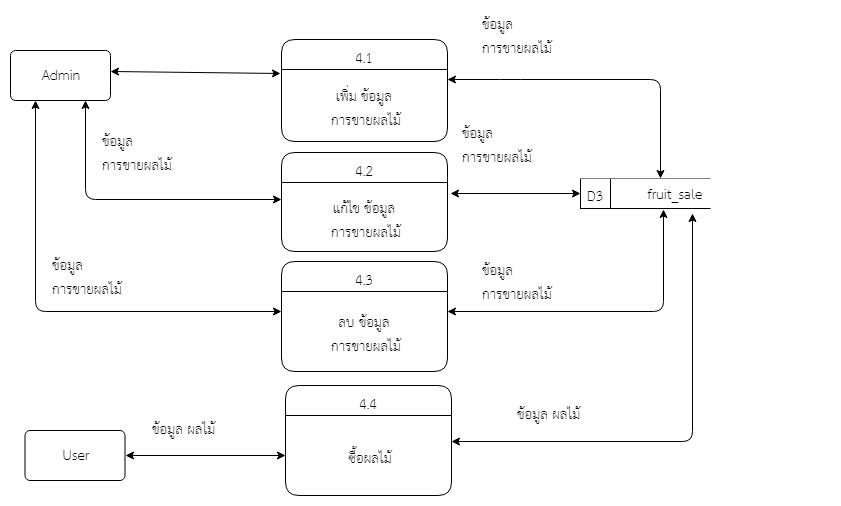 ข้อมูล
การขายผลไม้
Admin
4.1
เพิ่ม ข้อมูล
การขายผลไม้
ข้อมูล
การขายผลไม้
ข้อมูล
การขายผลไม้
4.2
แก้ไข ข้อมูล
การขายผลไม้
D3
fruit_sale
ข้อมูล
การขายผลไม้
4.3
ลบ ข้อมูล
การขายผลไม้
ข้อมูล
การขายผลไม้
4.4
ซื้อผลไม้
ข้อมูล ผลไม้
ข้อมูล ผลไม้
User